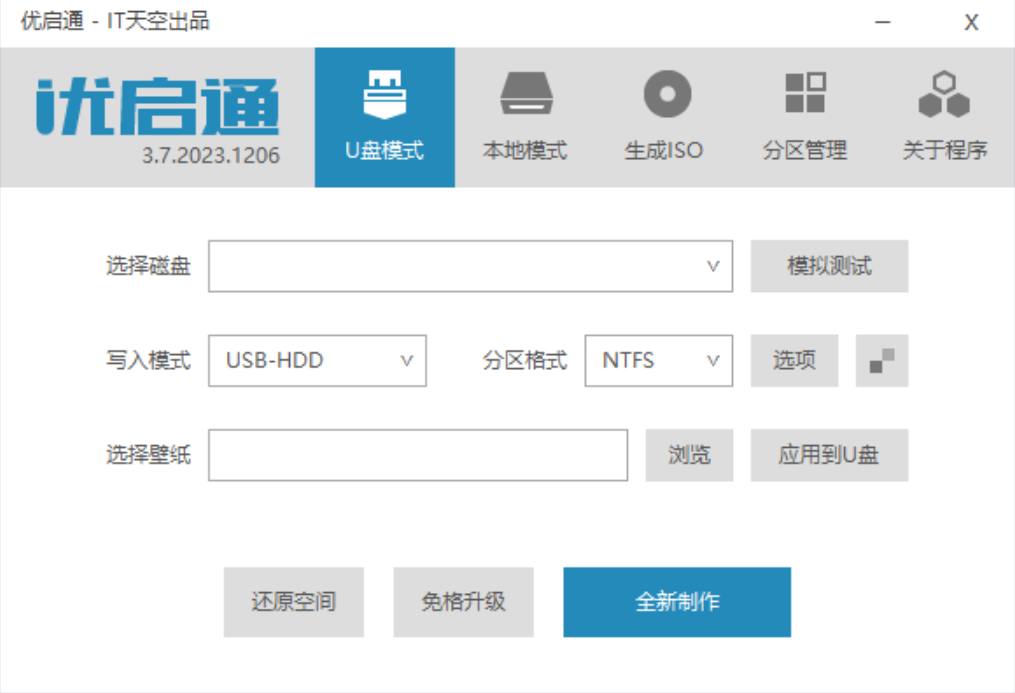 优启通 - IT天空出品
优启通
3.7.2023.1206
U盘模式
本地模式
生成ISO
分区管理
关于程序
选择磁盘
模拟测试
写入模式
USB-HDD
分区格式
NTFS
选项
选择壁纸
浏览
应用到U盘
还原空间
免格升级
全新制作